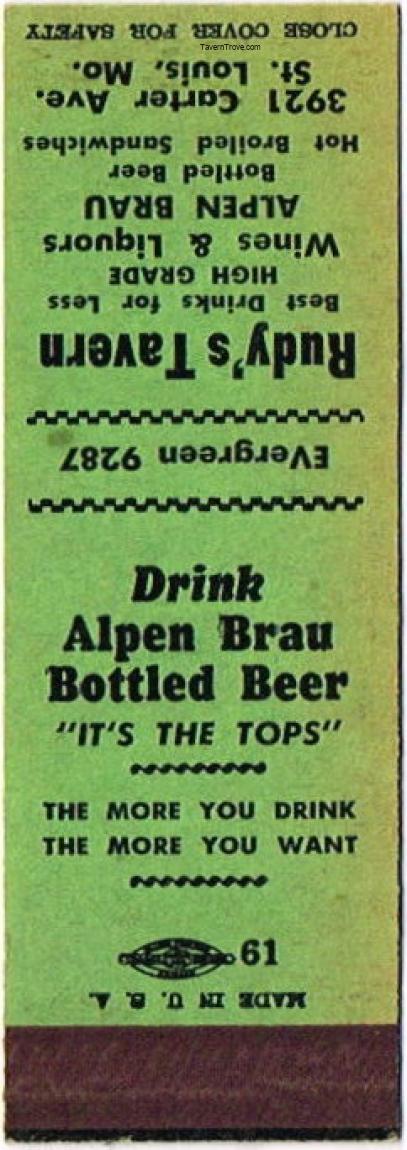 CLOSE COVER FOR SAFETY
TavernTrove.com
3921 Carter Ave.
St. Louis, Mo.
Rudy's Tavern
Best Drinks for Less
HIGH GRADE
Wines & Liquors
ALPEN BRAU
Bottled Beer
Hot Broiled Sandwiches
EVergreen 9287
Drink
Alpen Brau
Bottled Beer
"IT'S THE TOPS"
THE MORE YOU DRINK
THE MORE YOU WANT
61
MADE IN U. S. A.